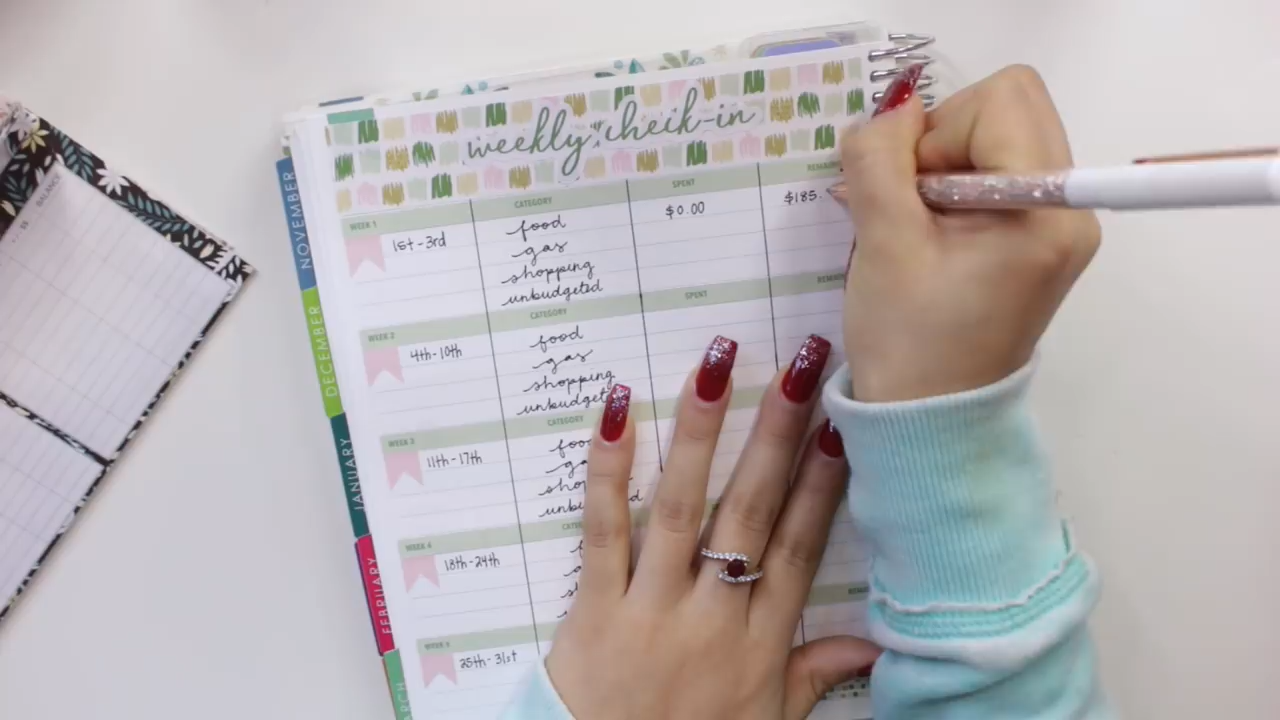 weekly check-in
WEEK 1 CATEGORY SPENT
1st-3rd food $0.00 $185.
gas
shopping
unbudgeted
WEEK 2 CATEGORY SPENT
4th-10th food
gas
shopping
WEEK 3 CATEGORY
11th-17th
WEEK 4
18th-24th
WEEK 5
25th-31st
NOVEMBER
DECEMBER
JANUARY
FEBRUARY
BALANCE